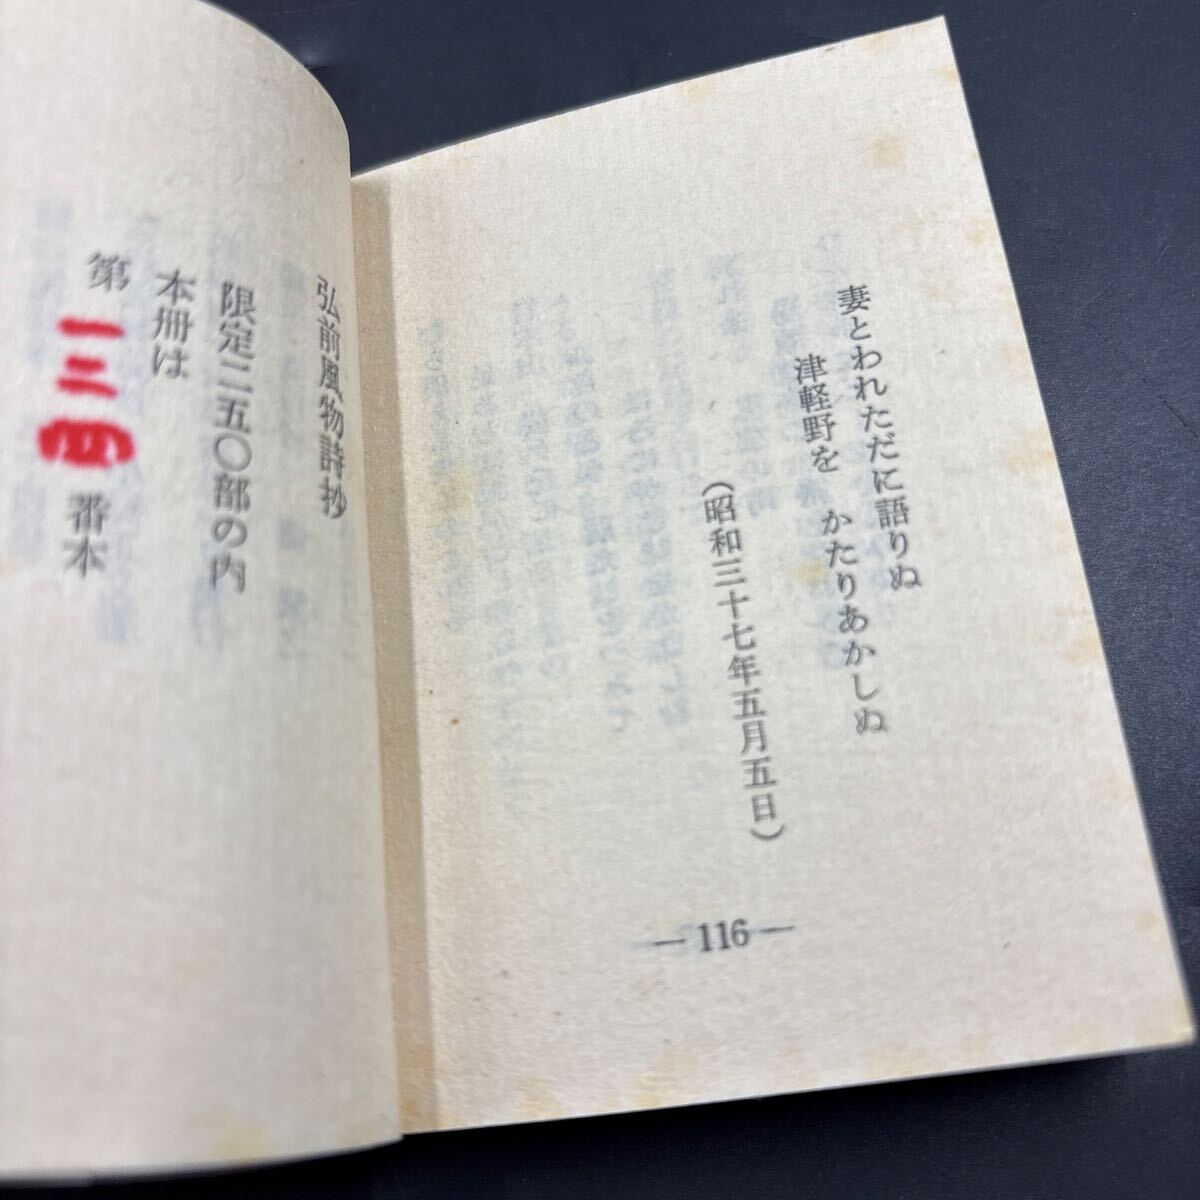 妻とわれただに語りぬ
津軽野を　かたりあかしぬ
(昭和三十七年五月五日)
— 116 —
弘前風物詩抄
限定二五〇部の内
本冊は
第一三四番本